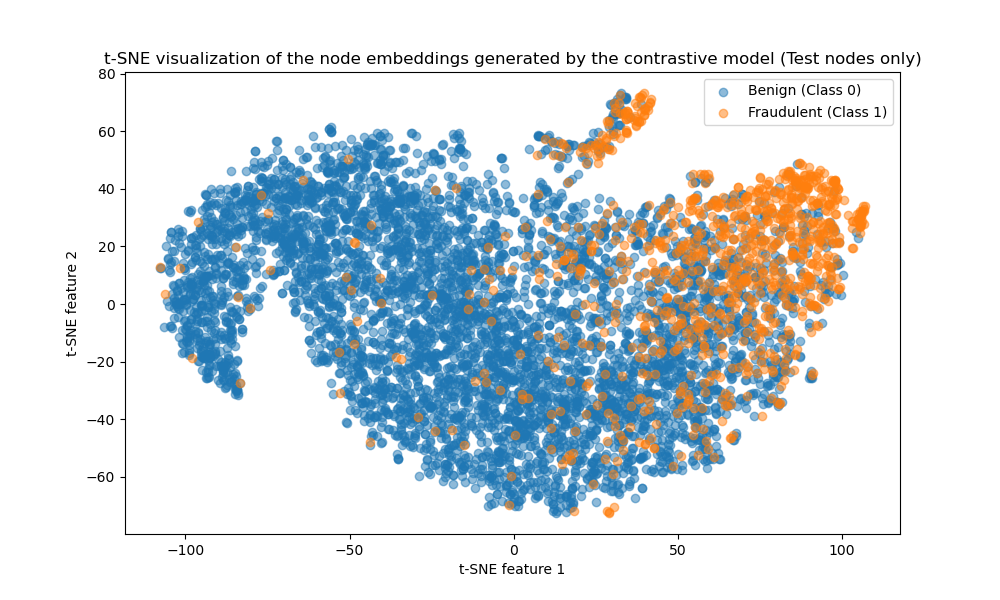 t-SNE visualization of the node embeddings generated by the contrastive model (Test nodes only)
Benign (Class 0)
Fraudulent (Class 1)
80
60
40
20
0
−20
−40
−60
t-SNE feature 2
−100
−50
0
50
100
t-SNE feature 1